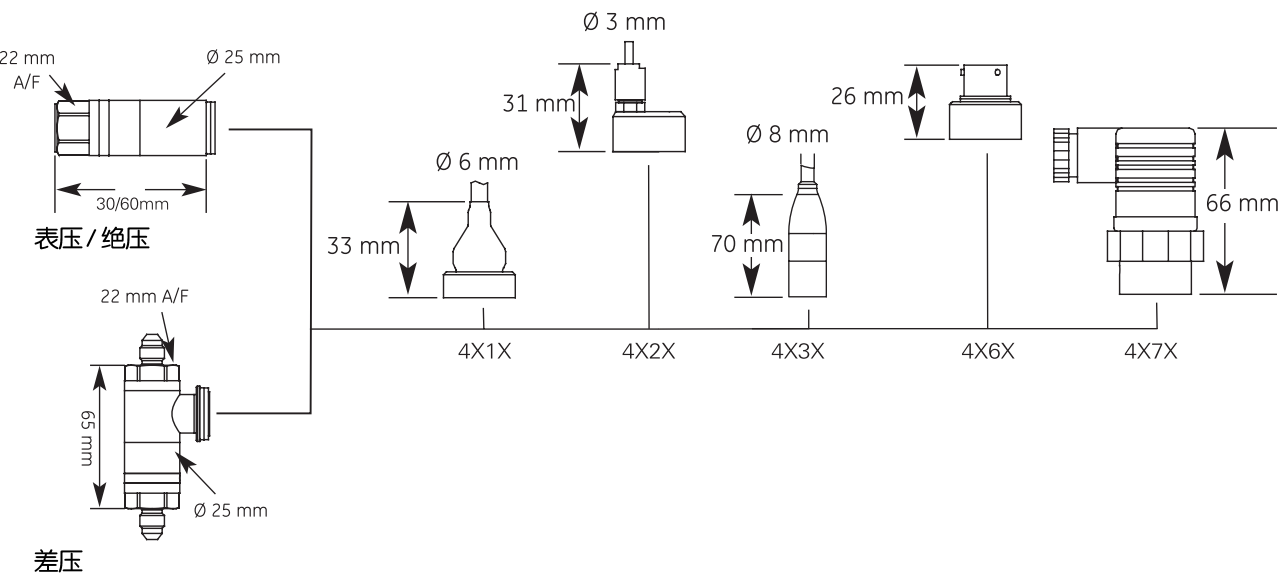 22 mm
A/F
Ø 25 mm
30/60mm
表压 / 绝压
Ø 3 mm
31 mm
Ø 6 mm
33 mm
Ø 8 mm
70 mm
26 mm
66 mm
4X1X
4X2X
4X3X
4X6X
4X7X
22 mm A/F
65 mm
Ø 25 mm
差压